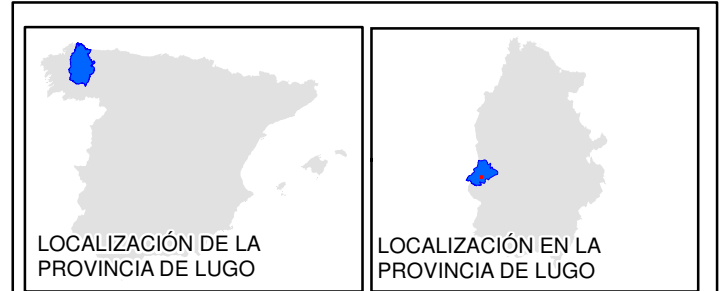 LOCALIZACIÓN DE LA
PROVINCIA DE LUGO
LOCALIZACIÓN EN LA
PROVINCIA DE LUGO